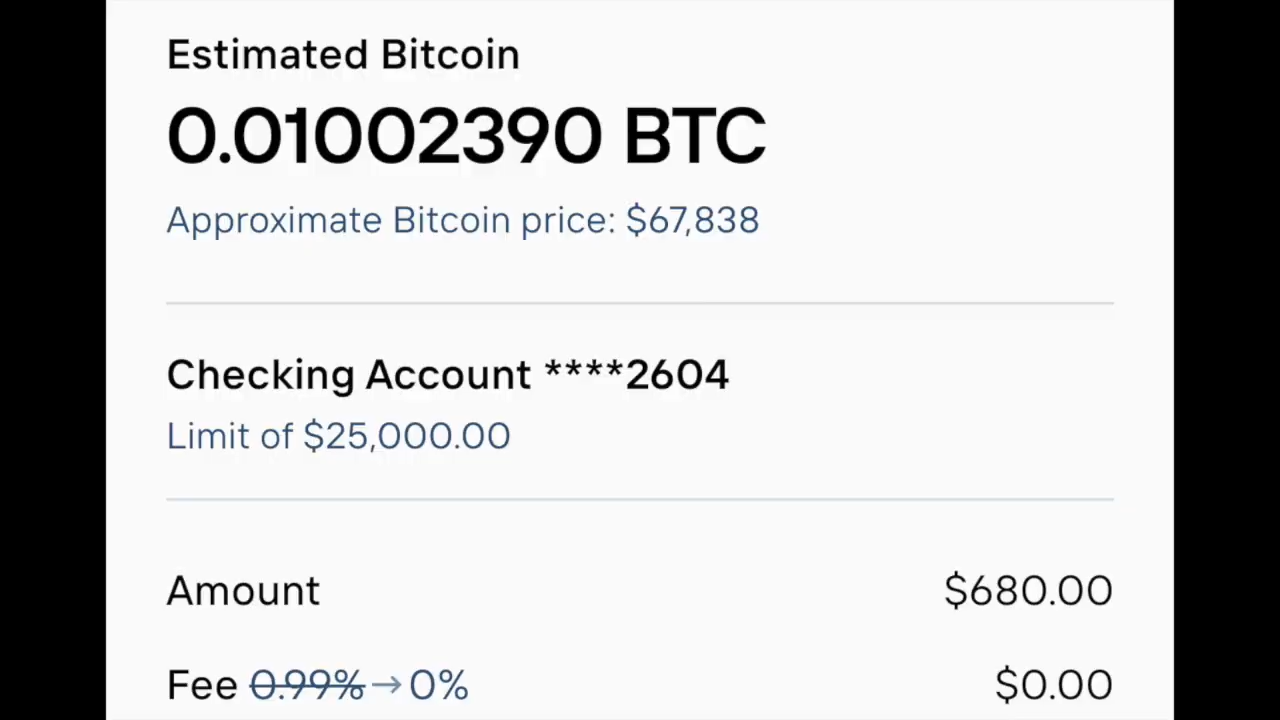 Estimated Bitcoin
0.01002390 BTC
Approximate Bitcoin price: $67,838
Checking Account ****2604
Limit of $25,000.00
Amount $680.00
Fee 0.99% → 0% $0.00